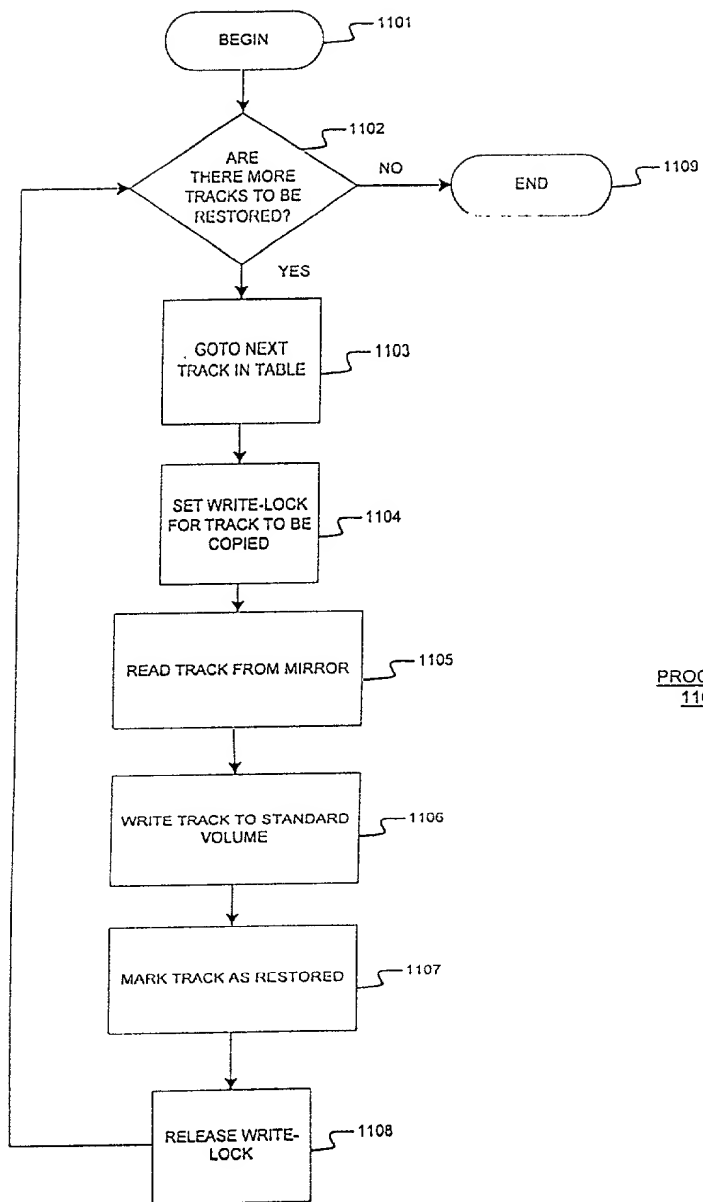 BEGIN
1101
1102
ARE
THERE MORE
TRACKS TO BE
RESTORED?
NO
END
1109
YES
GOTO NEXT
TRACK IN TABLE
1103
SET WRITE-LOCK
FOR TRACK TO BE
COPIED
1104
READ TRACK FROM MIRROR
1105
WRITE TRACK TO STANDARD
VOLUME
1106
MARK TRACK AS RESTORED
1107
RELEASE WRITE-
LOCK
1108